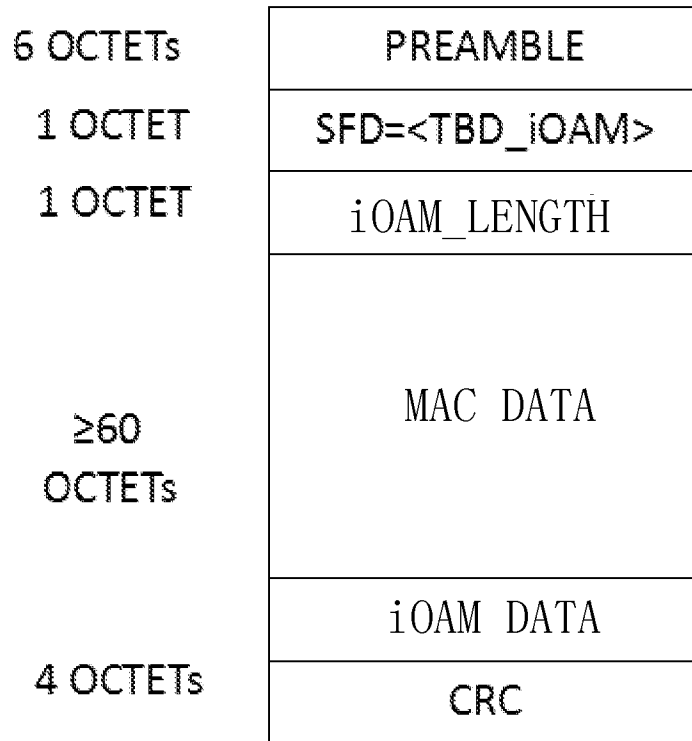 6 OCTETs PREAMBLE
1 OCTET SFD=<TBD_iOAM>
1 OCTET iOAM_LENGTH
≥60
OCTETs
MAC DATA
iOAM DATA
4 OCTETs CRC